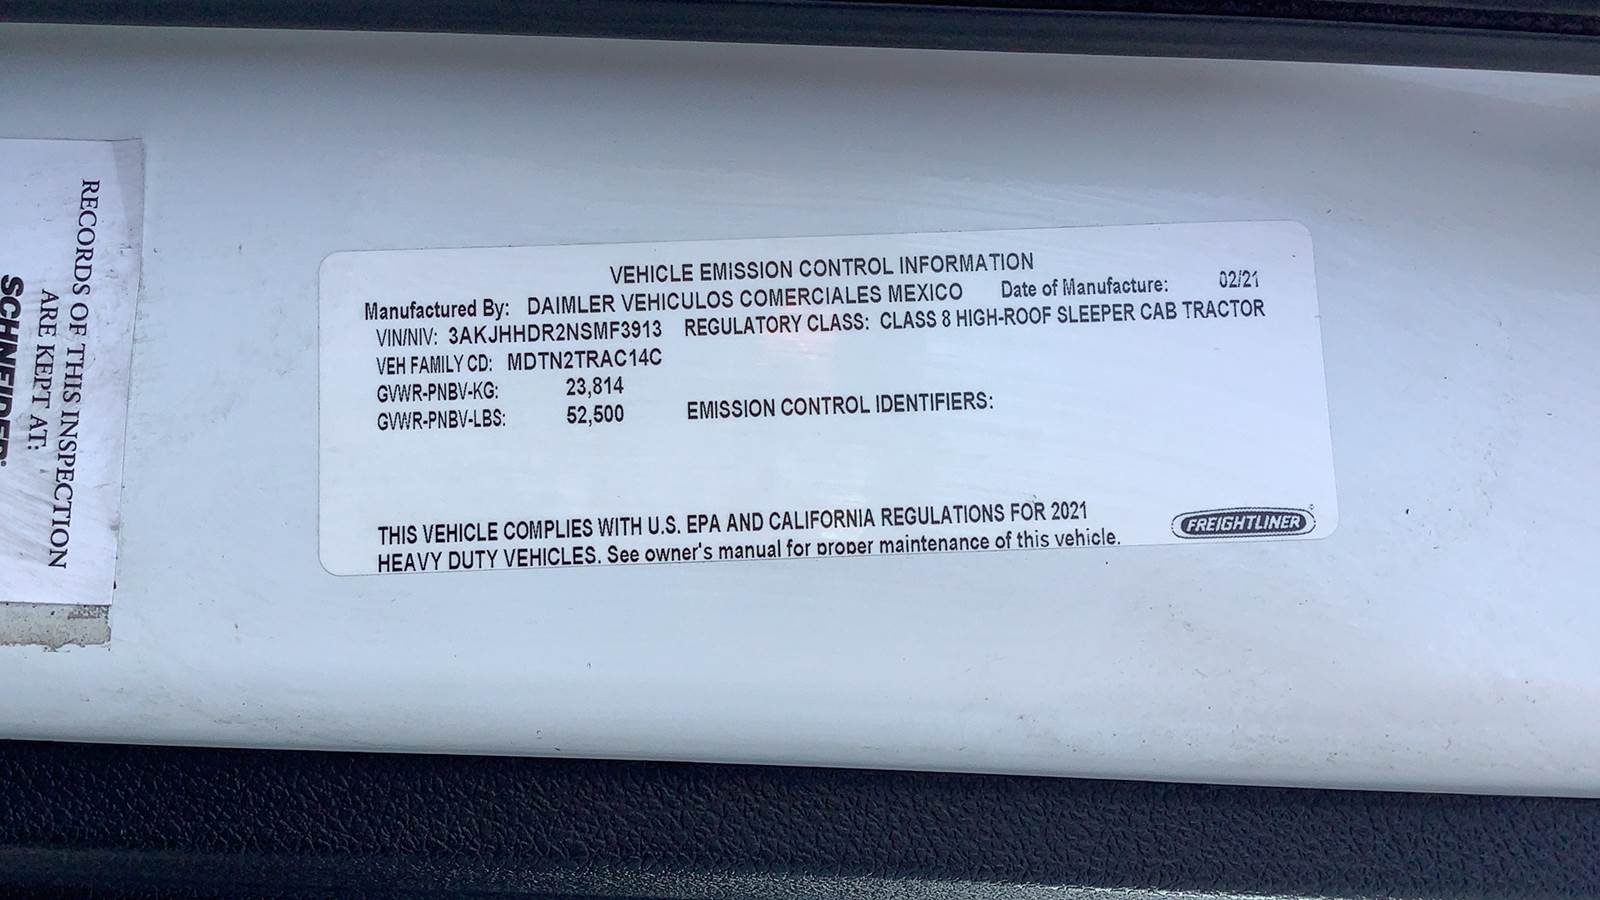 VEHICLE EMISSION CONTROL INFORMATION
Manufactured By: DAIMLER VEHICULOS COMERCIALES MEXICO Date of Manufacture: 02/21
VIN/NIV: 3AKJHHDR2NSMF3913 REGULATORY CLASS: CLASS 8 HIGH-ROOF SLEEPER CAB TRACTOR
VEH FAMILY CD: MDTN2TRAC14C
GVWR-PNBV-KG: 23,814
GVWR-PNBV-LBS: 52,500 EMISSION CONTROL IDENTIFIERS:
THIS VEHICLE COMPLIES WITH U.S. EPA AND CALIFORNIA REGULATIONS FOR 2021
HEAVY DUTY VEHICLES. See owner's manual for proper maintenance of this vehicle.
FREIGHTLINER
RECORDS OF THIS INSPECTION
ARE KEPT AT:
SCHNEIDER